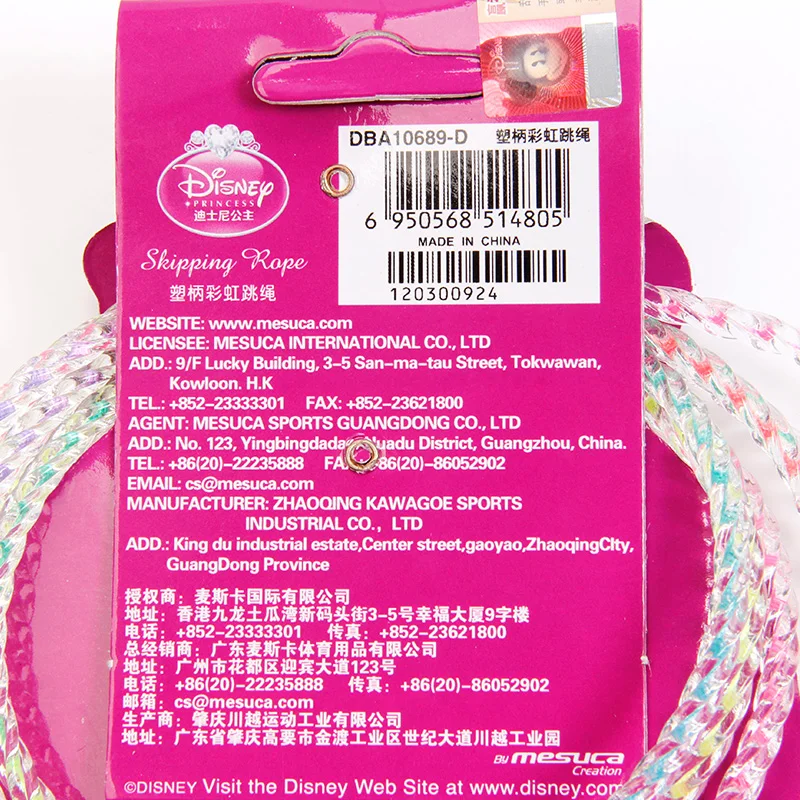 DBA10689-D 塑柄彩虹跳绳
6 950568 514805
MADE IN CHINA
120300924
Disney
PRINCESS
迪士尼公主
Skipping Rope
塑柄彩虹跳绳
WEBSITE: www.mesuca.com
LICENSEE: MESUCA INTERNATIONAL CO., LTD
ADD.: 9/F Lucky Building, 3-5 San-ma-tau Street, Tokwawan,
Kowloon. H.K
TEL.: +852-23333301 FAX: +852-23621800
AGENT: MESUCA SPORTS GUANGDONG CO., LTD
ADD.: No. 123, Yingbingdadao Huadu District, Guangzhou, China.
TEL.: +86(20)-22235888 FAX: +86(20)-86052902
EMAIL: cs@mesuca.com
MANUFACTURER: ZHAOQING KAWAGOE SPORTS
INDUSTRIAL CO., LTD
ADD.: King du industrial estate,Center street,gaoyao,ZhaoqingCIty,
GuangDong Province
授权商：麦斯卡国际有限公司
地址：香港九龙土瓜湾新码头街3-5号幸福大厦9字楼
电话：+852-23333301 传真：+852-23621800
总经销商：广东麦斯卡体育用品有限公司
地址：广州市花都区迎宾大道123号
电话：+86(20)-22235888 传真：+86(20)-86052902
邮箱：cs@mesuca.com
生产商：肇庆川越运动工业有限公司
地址：广东省肇庆高要市金渡工业区世纪大道川越工业园
By mesuca
Creation
©DISNEY Visit the Disney Web Site at www.disney.com